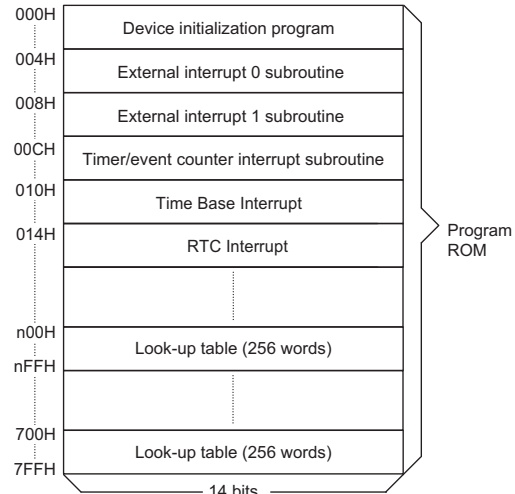 000H
Device initialization program
004H
External interrupt 0 subroutine
008H
External interrupt 1 subroutine
00CH
Timer/event counter interrupt subroutine
010H
Time Base Interrupt
014H
RTC Interrupt
Program
ROM
n00H
Look-up table (256 words)
nFFH
700H
Look-up table (256 words)
7FFH
14 bits